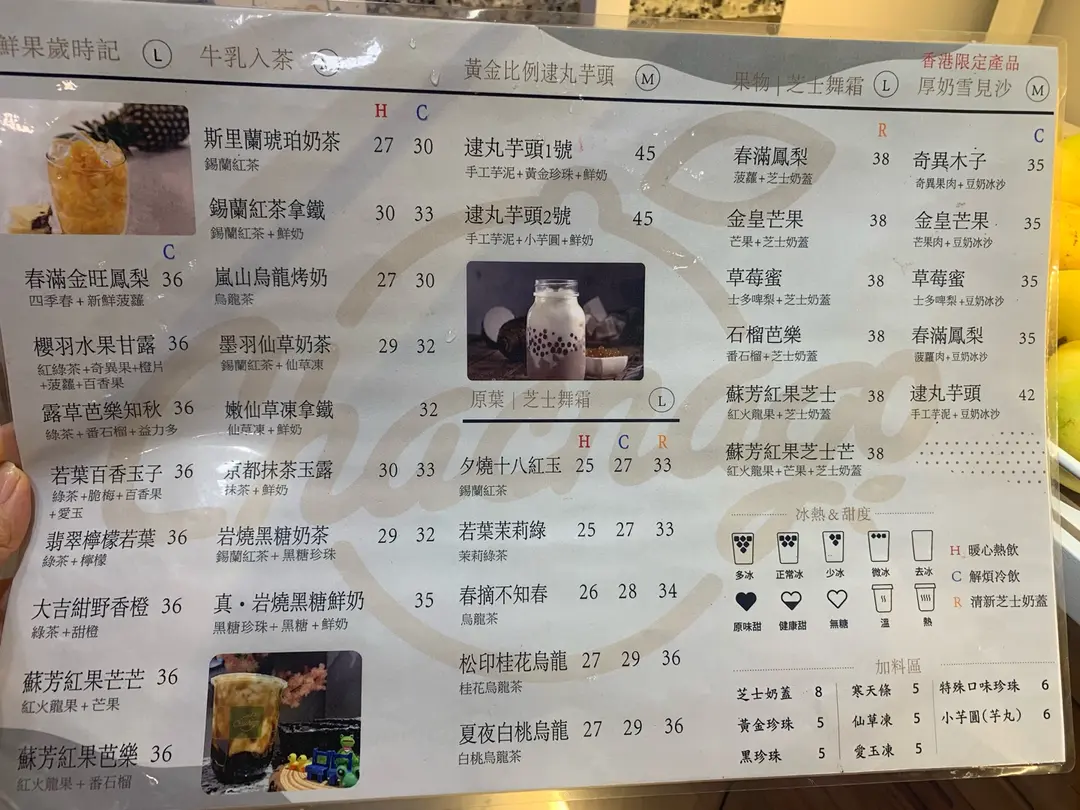 鮮果歲時記 L
C
春滿金旺鳳梨 36
四季春+新鮮菠蘿
櫻羽水果甘露 36
紅綠茶+奇異果+橙片
+菠蘿+百香果
露草芭樂知秋 36
綠茶+番石榴+益力多
若葉百香玉子 36
綠茶+脆梅+百香果
+愛玉
翡翠檸檬若葉 36
綠茶+檸檬
大吉紺野香橙 36
綠茶+甜橙
蘇芳紅果芒芒 36
紅火龍果+芒果
蘇芳紅果芭樂 36
紅火龍果+番石榴
牛乳入茶
H C
斯里蘭琥珀奶茶 27 30
錫蘭紅茶
錫蘭紅茶拿鐵 30 33
錫蘭紅茶+鮮奶
嵐山烏龍烤奶 27 30
烏龍茶
墨羽仙草奶茶 29 32
錫蘭紅茶+仙草凍
嫩仙草凍拿鐵 32
仙草凍+鮮奶
京都抹茶玉露 30 33
抹茶+鮮奶
岩燒黑糖奶茶 29 32
錫蘭紅茶+黑糖珍珠
真・岩燒黑糖鮮奶 35
黑糖珍珠+黑糖+鮮奶
黃金比例逮丸芋頭 M
逮丸芋頭1號 45
手工芋泥+黃金珍珠+鮮奶
逮丸芋頭2號 45
手工芋泥+小芋圓+鮮奶
原葉|芝士舞霜 L
H C R
夕燒十八紅玉 25 27 33
錫蘭紅茶
若葉茉莉綠 25 27 33
茉莉綠茶
春摘不知春 26 28 34
烏龍茶
松印桂花烏龍 27 29 36
桂花烏龍茶
夏夜白桃烏龍 27 29 36
白桃烏龍茶
果物|芝士舞霜 L
R
春滿鳳梨 38
菠蘿+芝士奶蓋
金皇芒果 38
芒果+芝士奶蓋
草莓蜜 38
士多啤梨+芝士奶蓋
石榴芭樂 38
番石榴+芝士奶蓋
蘇芳紅果芝士 38
紅火龍果+芝士奶蓋
蘇芳紅果芝士芒 38
紅火龍果+芒果+芝士奶蓋
香港限定產品
厚奶雪見沙 M
C
奇異木子 35
奇異果肉+豆奶冰沙
金皇芒果 35
芒果肉+豆奶冰沙
草莓蜜 35
士多啤梨+豆奶冰沙
春滿鳳梨 35
菠蘿肉+豆奶冰沙
逮丸芋頭 42
手工芋泥+豆奶冰沙
冰熱&甜度
多冰 正常冰 少冰 微冰 去冰
原味甜 健康甜 無糖 溫 熱
H 暖心熱飲
C 解煩冷飲
R 清新芝士奶蓋
加料區
芝士奶蓋 8 寒天條 5 特殊口味珍珠 6
黃金珍珠 5 仙草凍 5 小芋圓(芋丸) 6
黑珍珠 5 愛玉凍 5